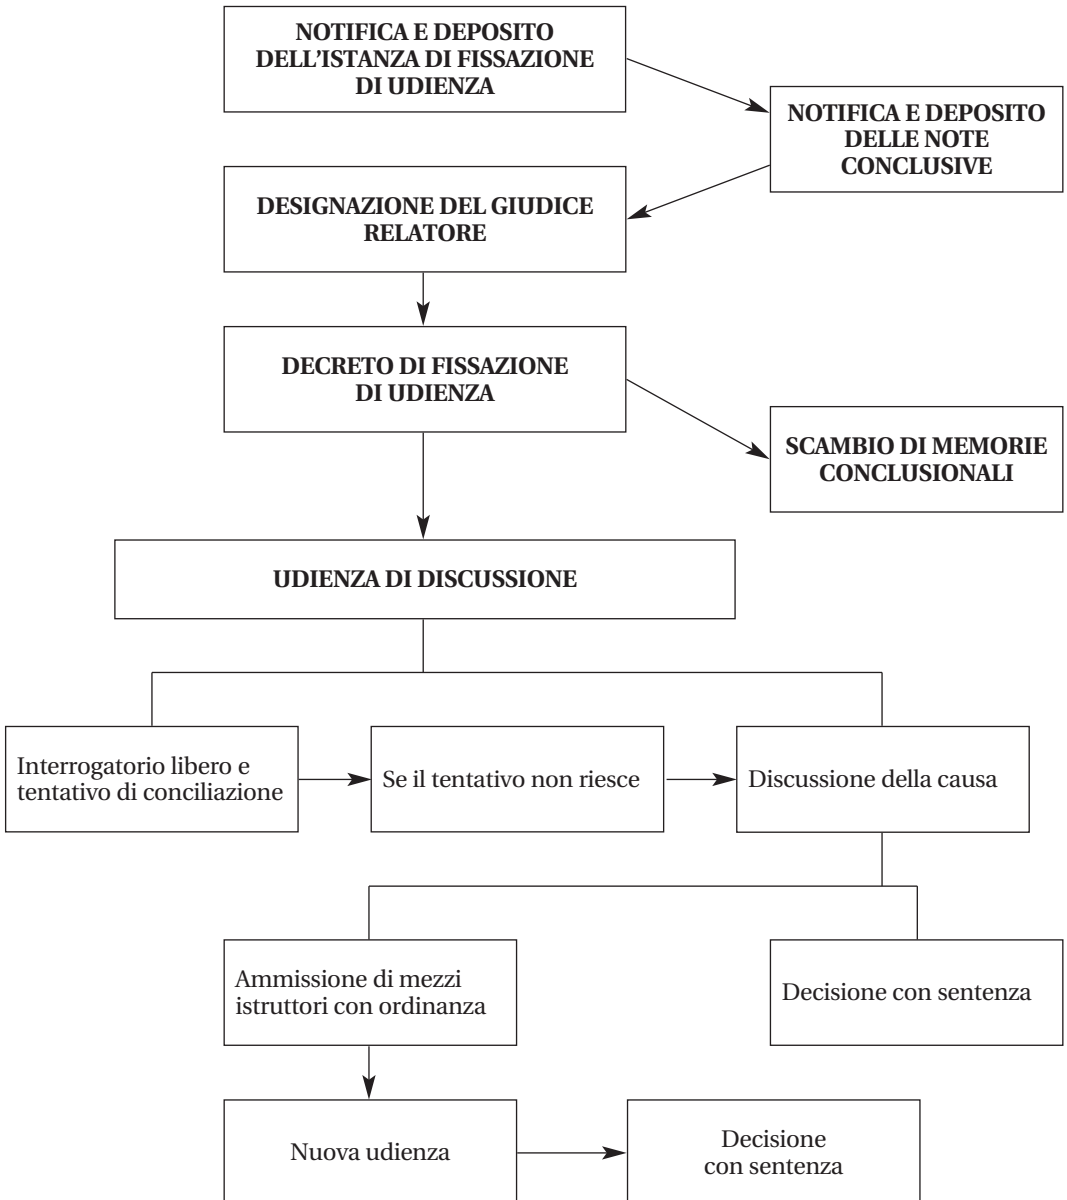 NOTIFICA E DEPOSITO
DELL’ISTANZA DI FISSAZIONE
DI UDIENZA
NOTIFICA E DEPOSITO
DELLE NOTE
CONCLUSIVE
DESIGNAZIONE DEL GIUDICE
RELATORE
DECRETO DI FISSAZIONE
DI UDIENZA
SCAMBIO DI MEMORIE
CONCLUSIONALI
UDIENZA DI DISCUSSIONE
Interrogatorio libero e
tentativo di conciliazione
Se il tentativo non riesce
Discussione della causa
Ammissione di mezzi
istruttori con ordinanza
Decisione con sentenza
Nuova udienza
Decisione
con sentenza